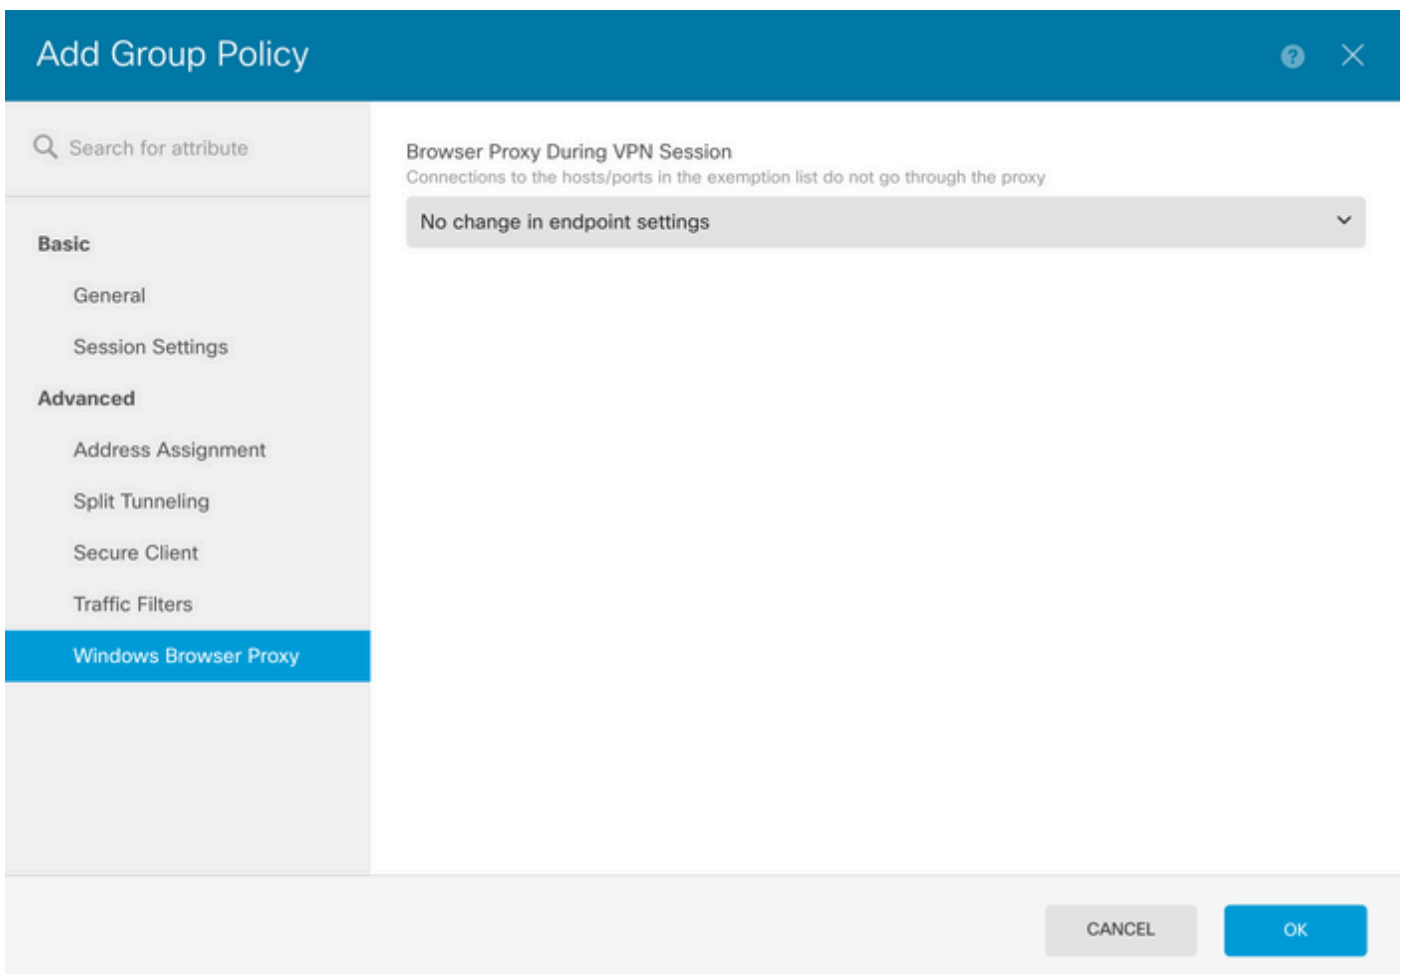 Add Group Policy
?
Search for attribute
Basic
General
Session Settings
Advanced
Address Assignment
Split Tunneling
Secure Client
Traffic Filters
Windows Browser Proxy
Browser Proxy During VPN Session
Connections to the hosts/ports in the exemption list do not go through the proxy
No change in endpoint settings
CANCEL
OK